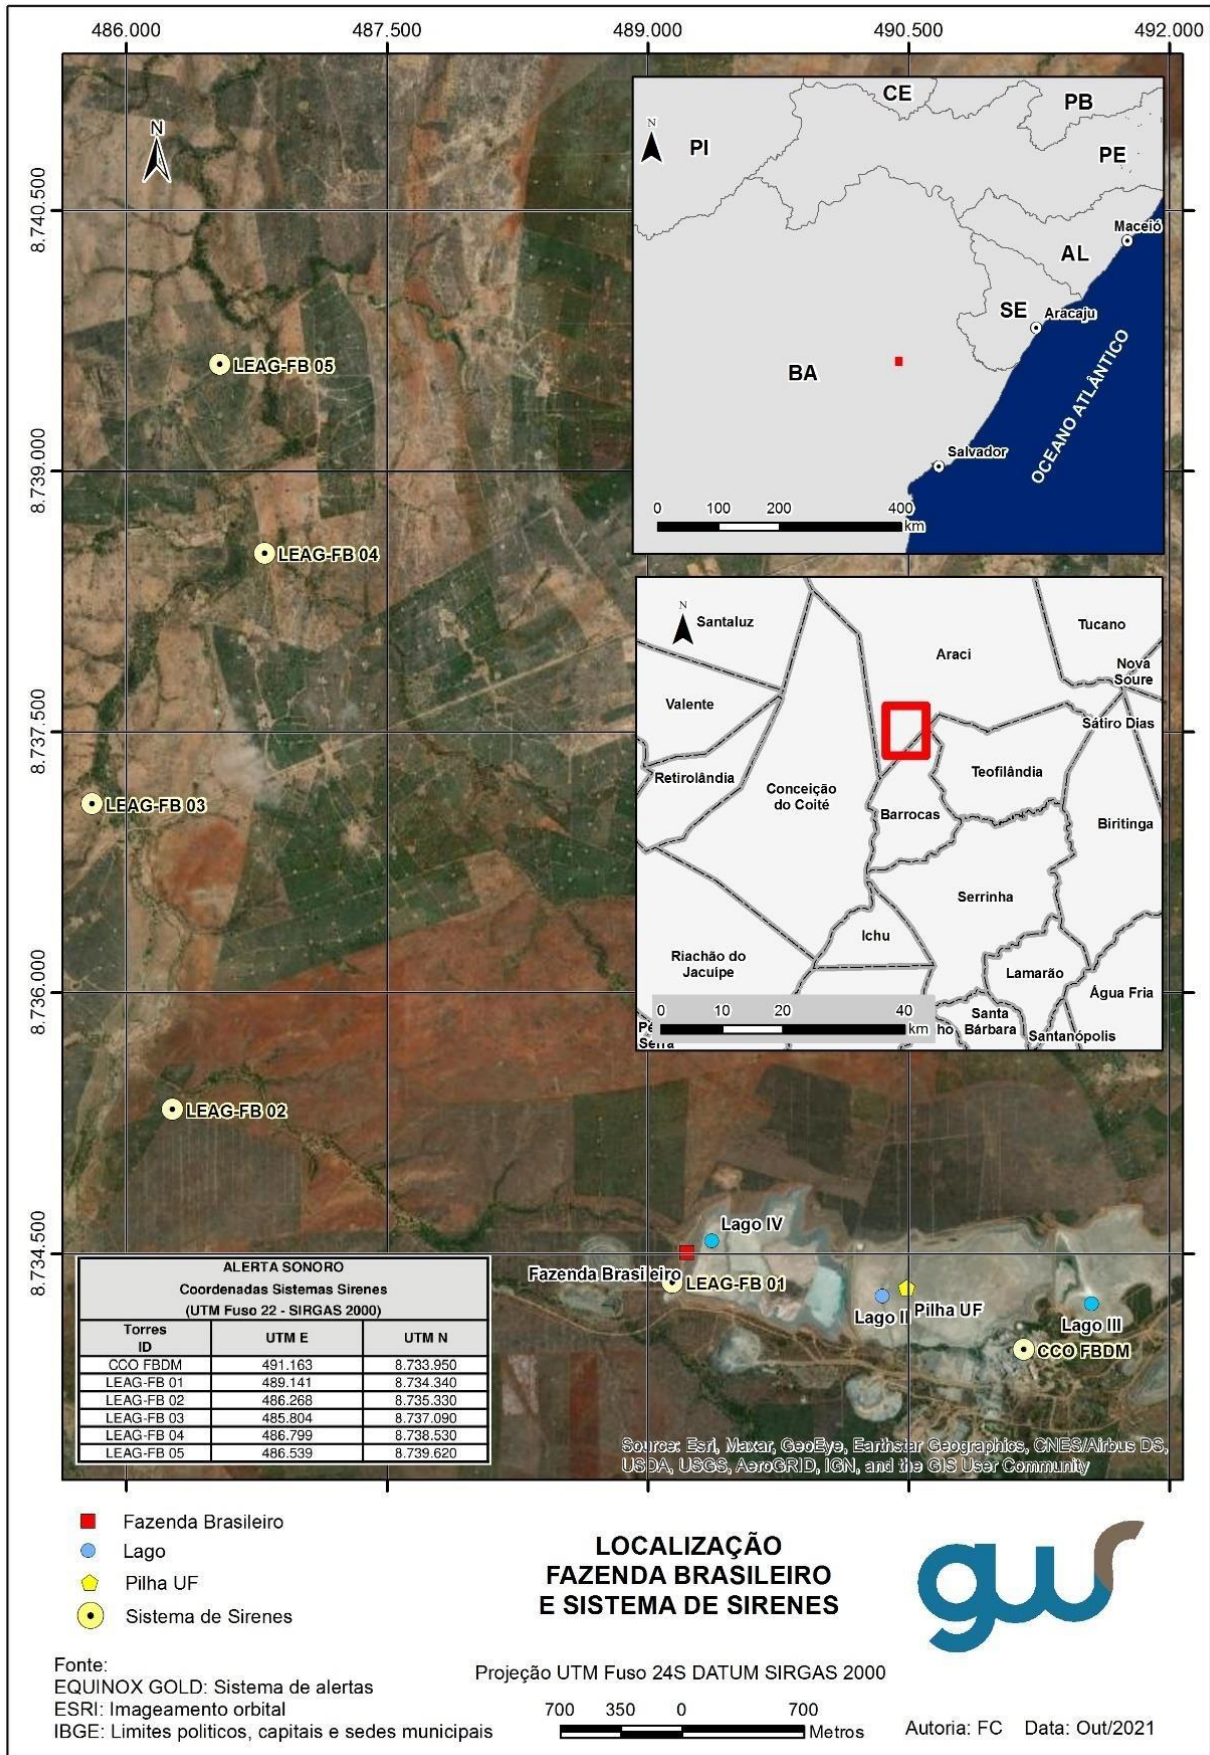 486.000
487.500
489.000
490.500
492.000
8.740.500
8.739.000
8.737.500
8.736.000
8.734.500
N
LEAG-FB 05
LEAG-FB 04
LEAG-FB 03
LEAG-FB 02
Lago IV
Fazenda Brasileiro
LEAG-FB 01
Lago II
Pilha UF
Lago III
CCO FBDM
N
CE
PB
PI
PE
Maceió
AL
SE
Aracaju
BA
OCEANO ATLÂNTICO
Salvador
0 100 200 400
km
N
Santaluz
Tucano
Araci
Nova
Soure
Valente
Sátiro Dias
Retirolândia
Teofilândia
Conceição
do Coité
Barrocas
Biritinga
Serrinha
Ichu
Riachão do
Jacuípe
Lamarão
Água Fria
0 10 20 40
km
Pé
Serra
ho
Santa
Bárbara
Santanópolis
ALERTA SONORO
Coordenadas Sistemas Sirenes
(UTM Fuso 22 - SIRGAS 2000)
Torres
ID UTM E UTM N
CCO FBDM 491.163 8.733.950
LEAG-FB 01 489.141 8.734.340
LEAG-FB 02 486.268 8.735.330
LEAG-FB 03 485.804 8.737.090
LEAG-FB 04 486.799 8.738.530
LEAG-FB 05 486.539 8.739.620
Source: Esri, Maxar, GeoEye, Earthstar Geographics, CNES/Airbus DS,
USDA, USGS, AeroGRID, IGN, and the GIS User Community
Fazenda Brasileiro
Lago
Pilha UF
Sistema de Sirenes
LOCALIZAÇÃO
FAZENDA BRASILEIRO
E SISTEMA DE SIRENES
gws
Fonte:
EQUINOX GOLD: Sistema de alertas
ESRI: Imageamento orbital
IBGE: Limites politicos, capitais e sedes municipais
Projeção UTM Fuso 24S DATUM SIRGAS 2000
700 350 0 700
Metros
Autoria: FC Data: Out/2021